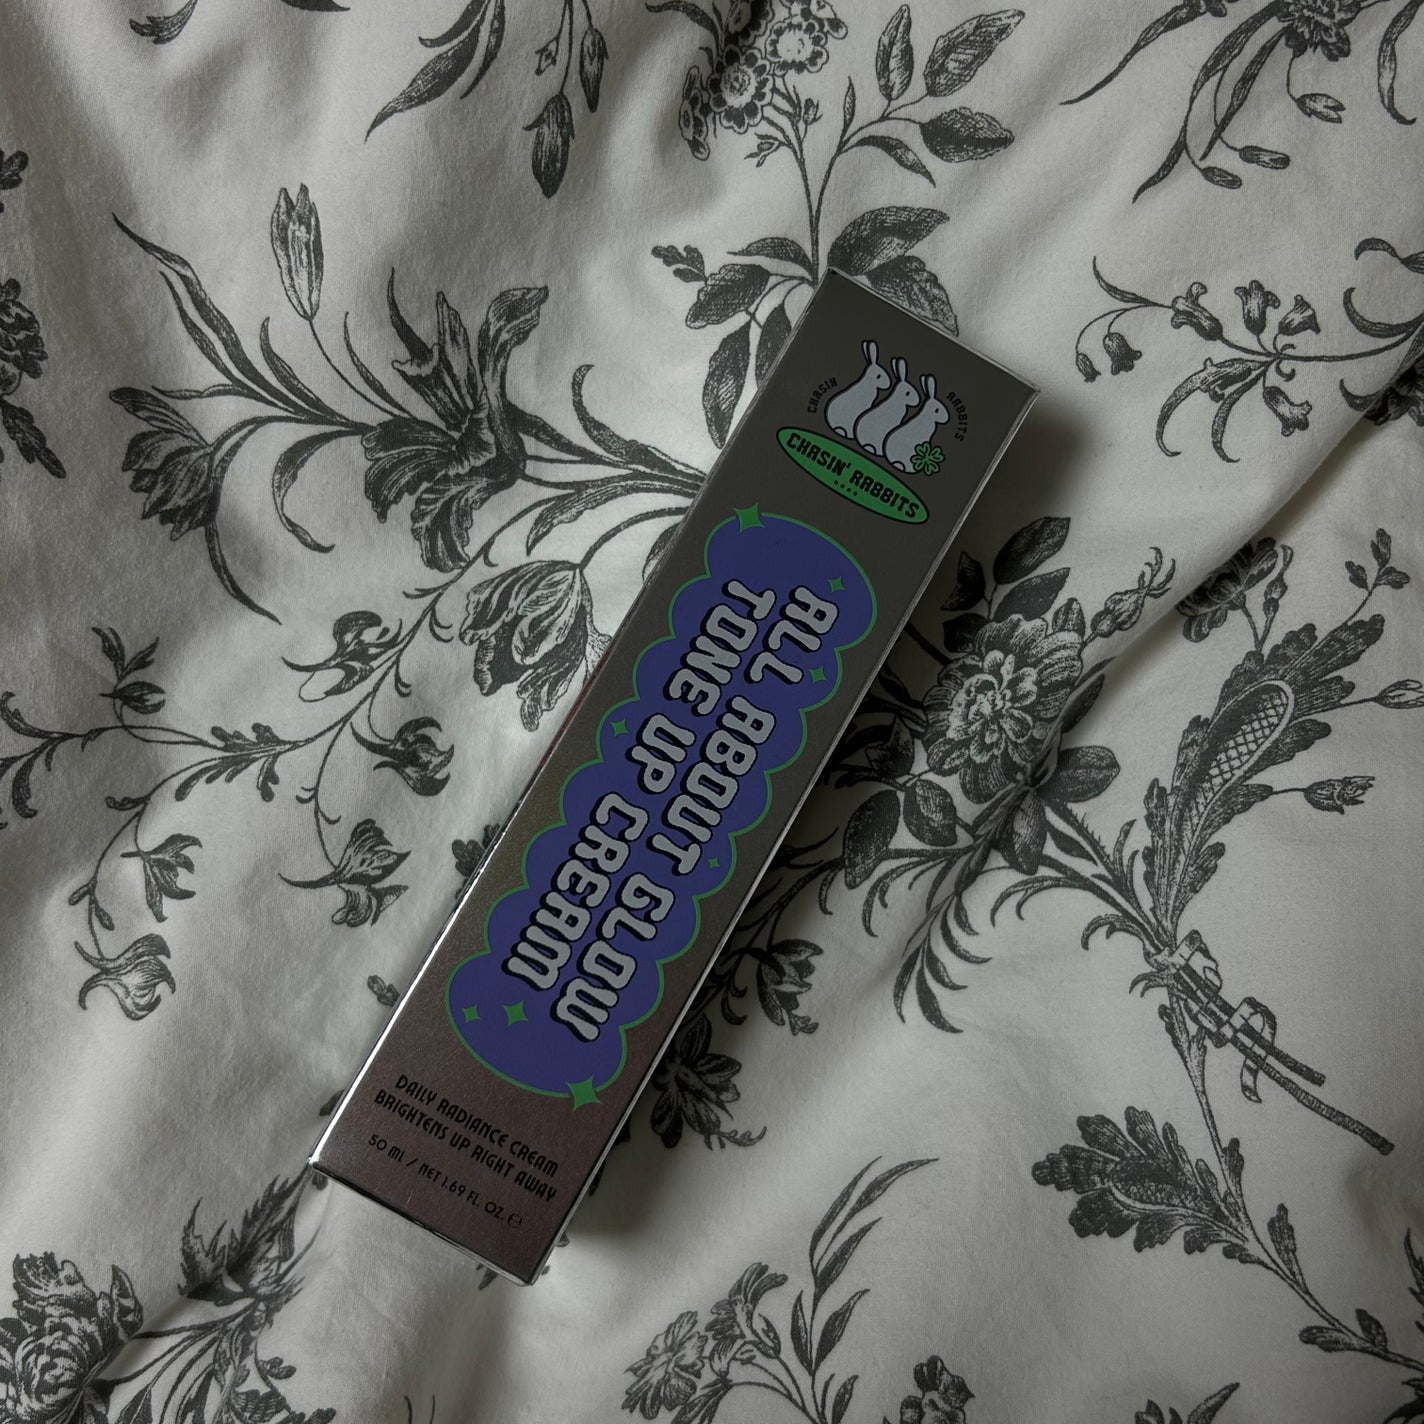 CHASIN RABBITS
CHASIN' RABBITS
ALL ABOUT GLOW
TONE UP CREAM
DAILY RADIANCE CREAM
BRIGHTENS UP RIGHT AWAY
50 ML / NET 1.69 FL. OZ. ℮